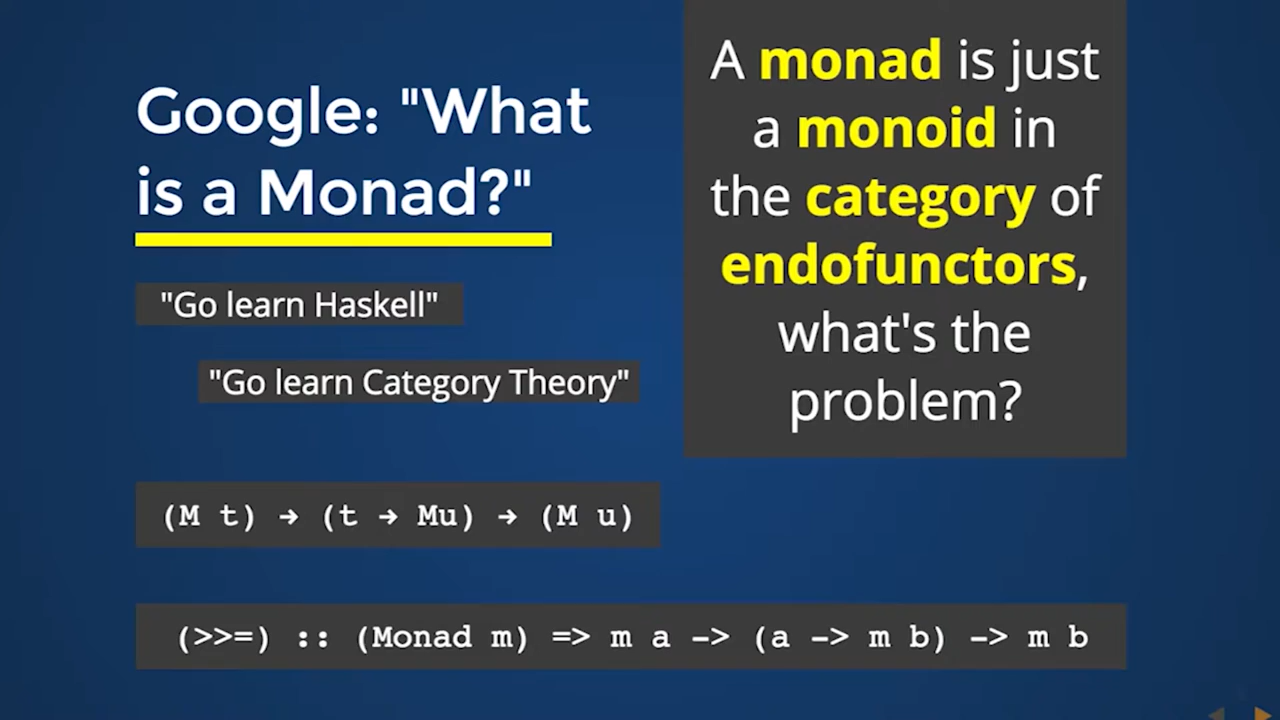 Google: "What
is a Monad?"
"Go learn Haskell"
"Go learn Category Theory"
A monad is just
a monoid in
the category of
endofunctors,
what's the
problem?
(M t) → (t → Mu) → (M u)
(>>=) :: (Monad m) => m a -> (a -> m b) -> m b